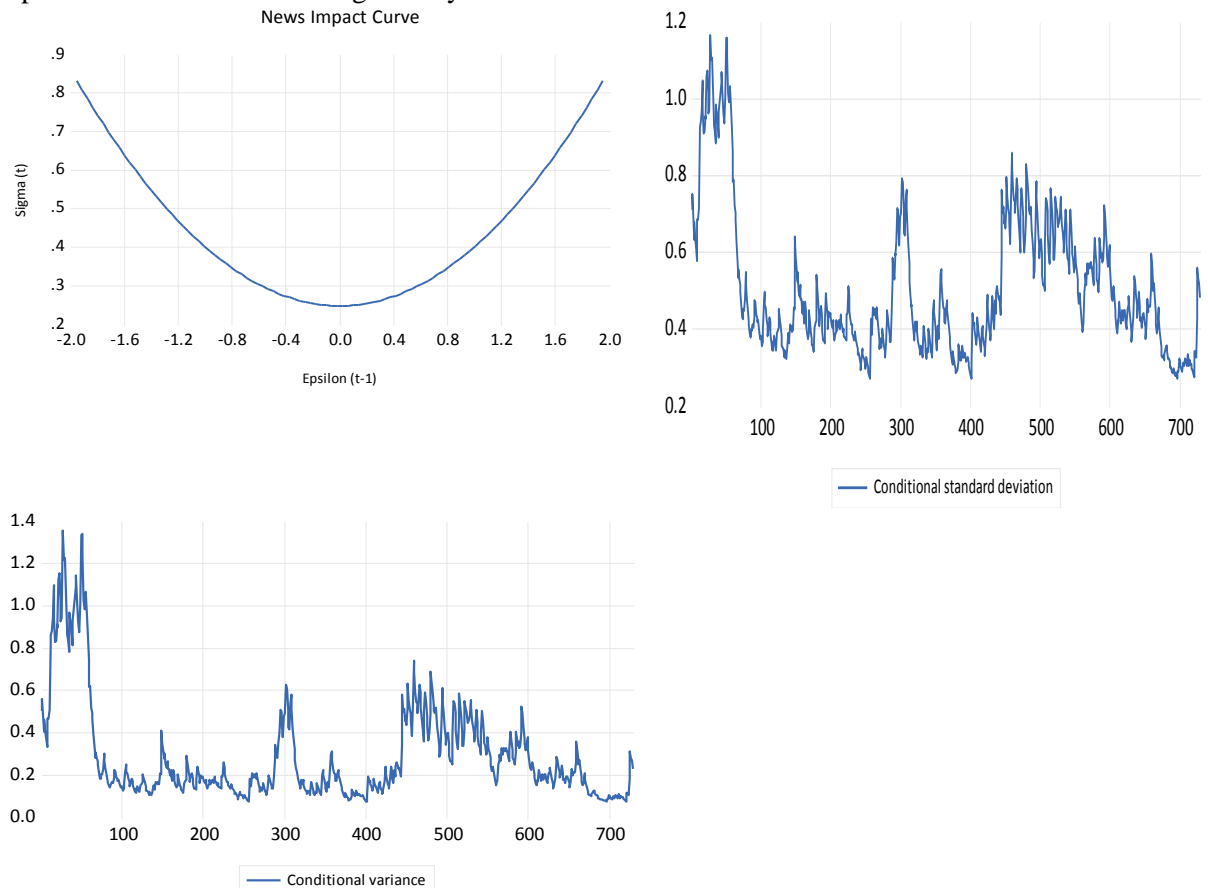 News Impact Curve
.9
.8
.7
.6
.5
.4
.3
.2
Sigma (t)
-2.0 -1.6 -1.2 -0.8 -0.4 0.0 0.4 0.8 1.2 1.6 2.0
Epsilon (t-1)
1.2
1.0
0.8
0.6
0.4
0.2
100 200 300 400 500 600 700
Conditional standard deviation
1.4
1.2
1.0
0.8
0.6
0.4
0.2
0.0
100 200 300 400 500 600 700
Conditional variance